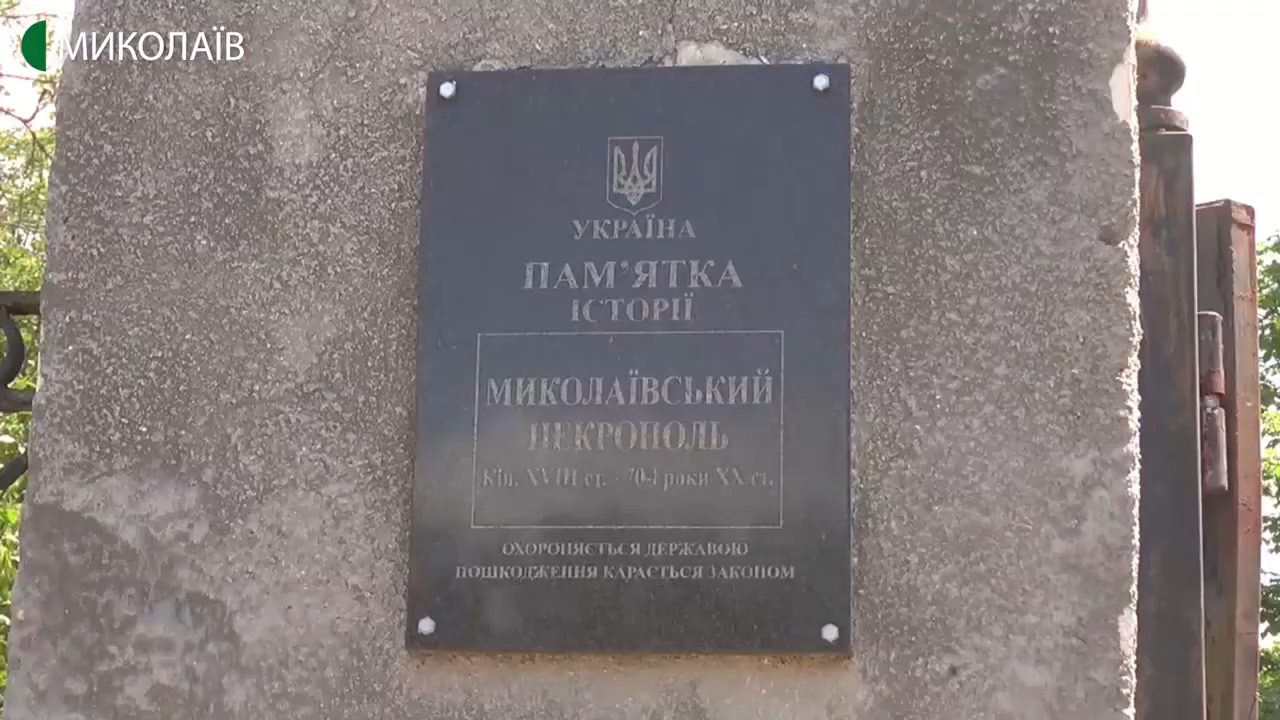 МИКОЛАЇВ
УКРАЇНА
ПАМ'ЯТКА
ІСТОРІЇ
МИКОЛАЇВСЬКИЙ
НЕКРОПОЛЬ
Кін. XVIII ст. - 70-і роки XX ст.
ОХОРОНЯЄТЬСЯ ДЕРЖАВОЮ
ПОШКОДЖЕННЯ КАРАЄТЬСЯ ЗАКОНОМ